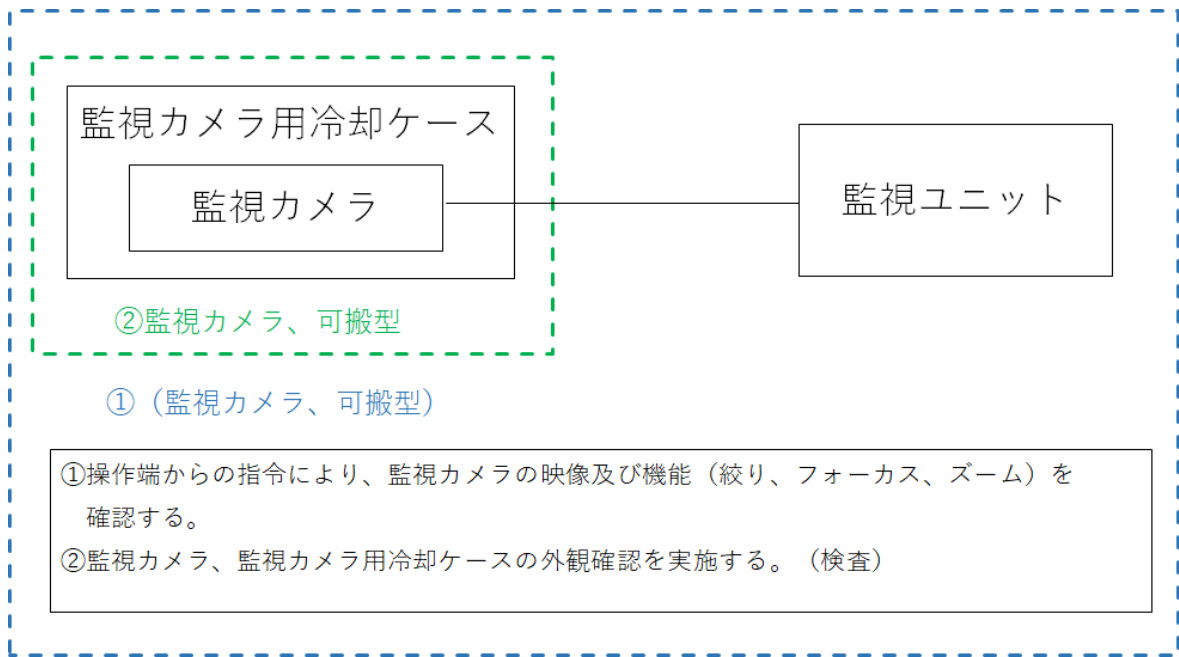 監視カメラ用冷却ケース
監視カメラ
監視ユニット
②監視カメラ、可搬型
①（監視カメラ、可搬型）
①操作端からの指令により、監視カメラの映像及び機能（絞り、フォーカス、ズーム）を
確認する。
②監視カメラ、監視カメラ用冷却ケースの外観確認を実施する。（検査）